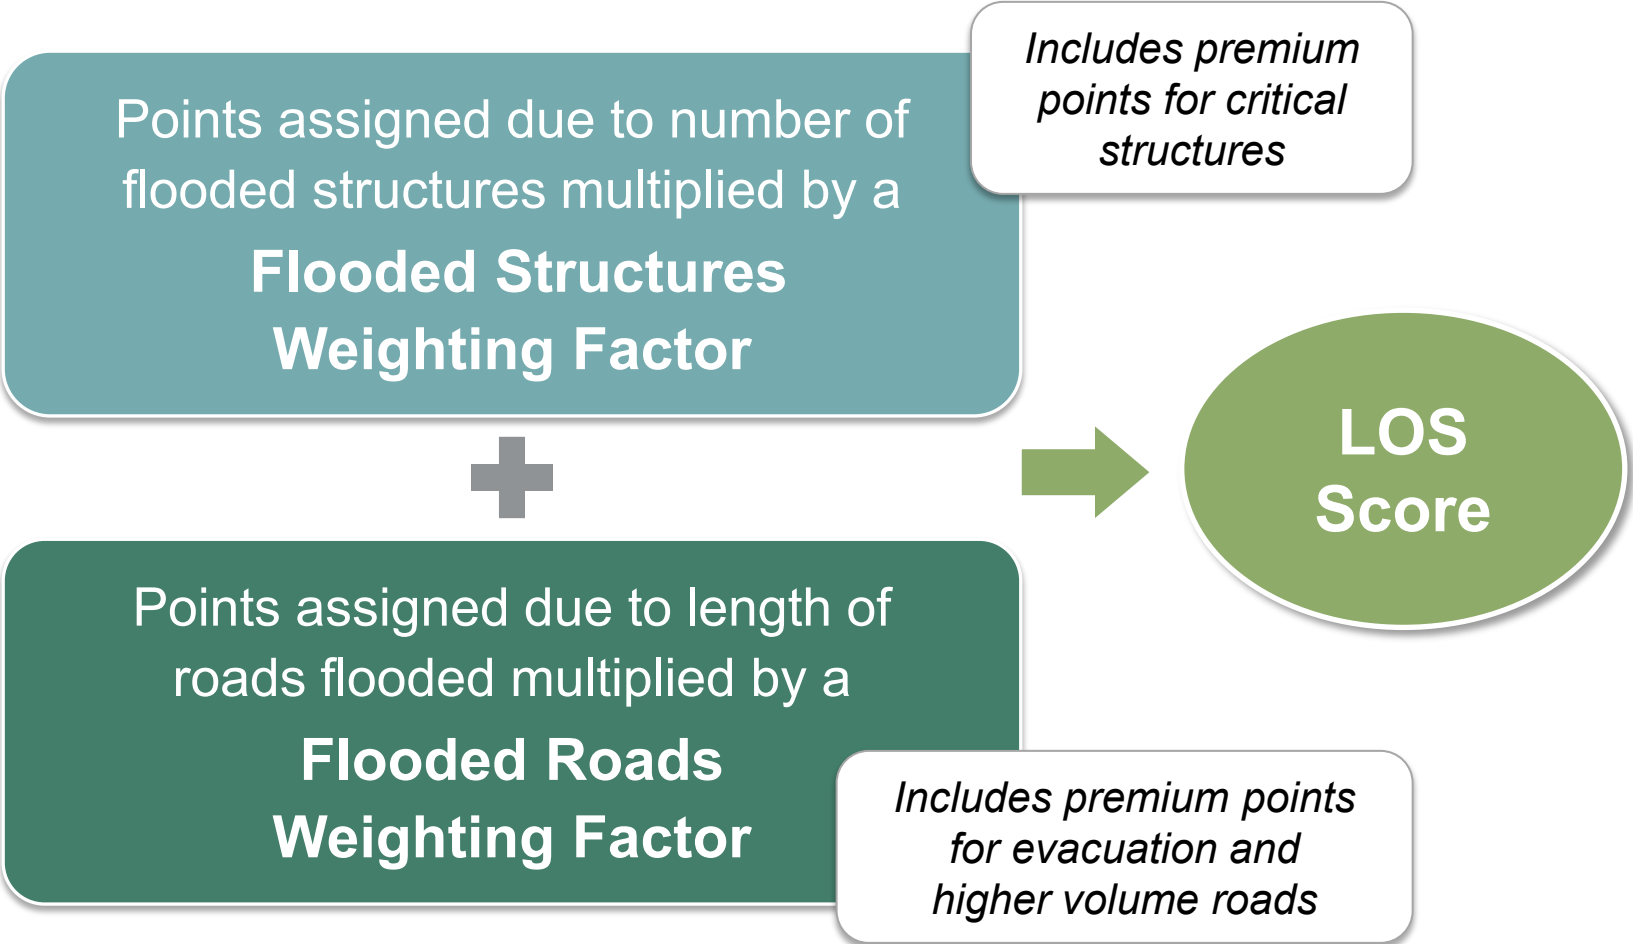 Includes premium
points for critical
structures
Points assigned due to number of
flooded structures multiplied by a
Flooded Structures
Weighting Factor
LOS
Score
Points assigned due to length of
roads flooded multiplied by a
Flooded Roads
Weighting Factor
Includes premium points
for evacuation and
higher volume roads